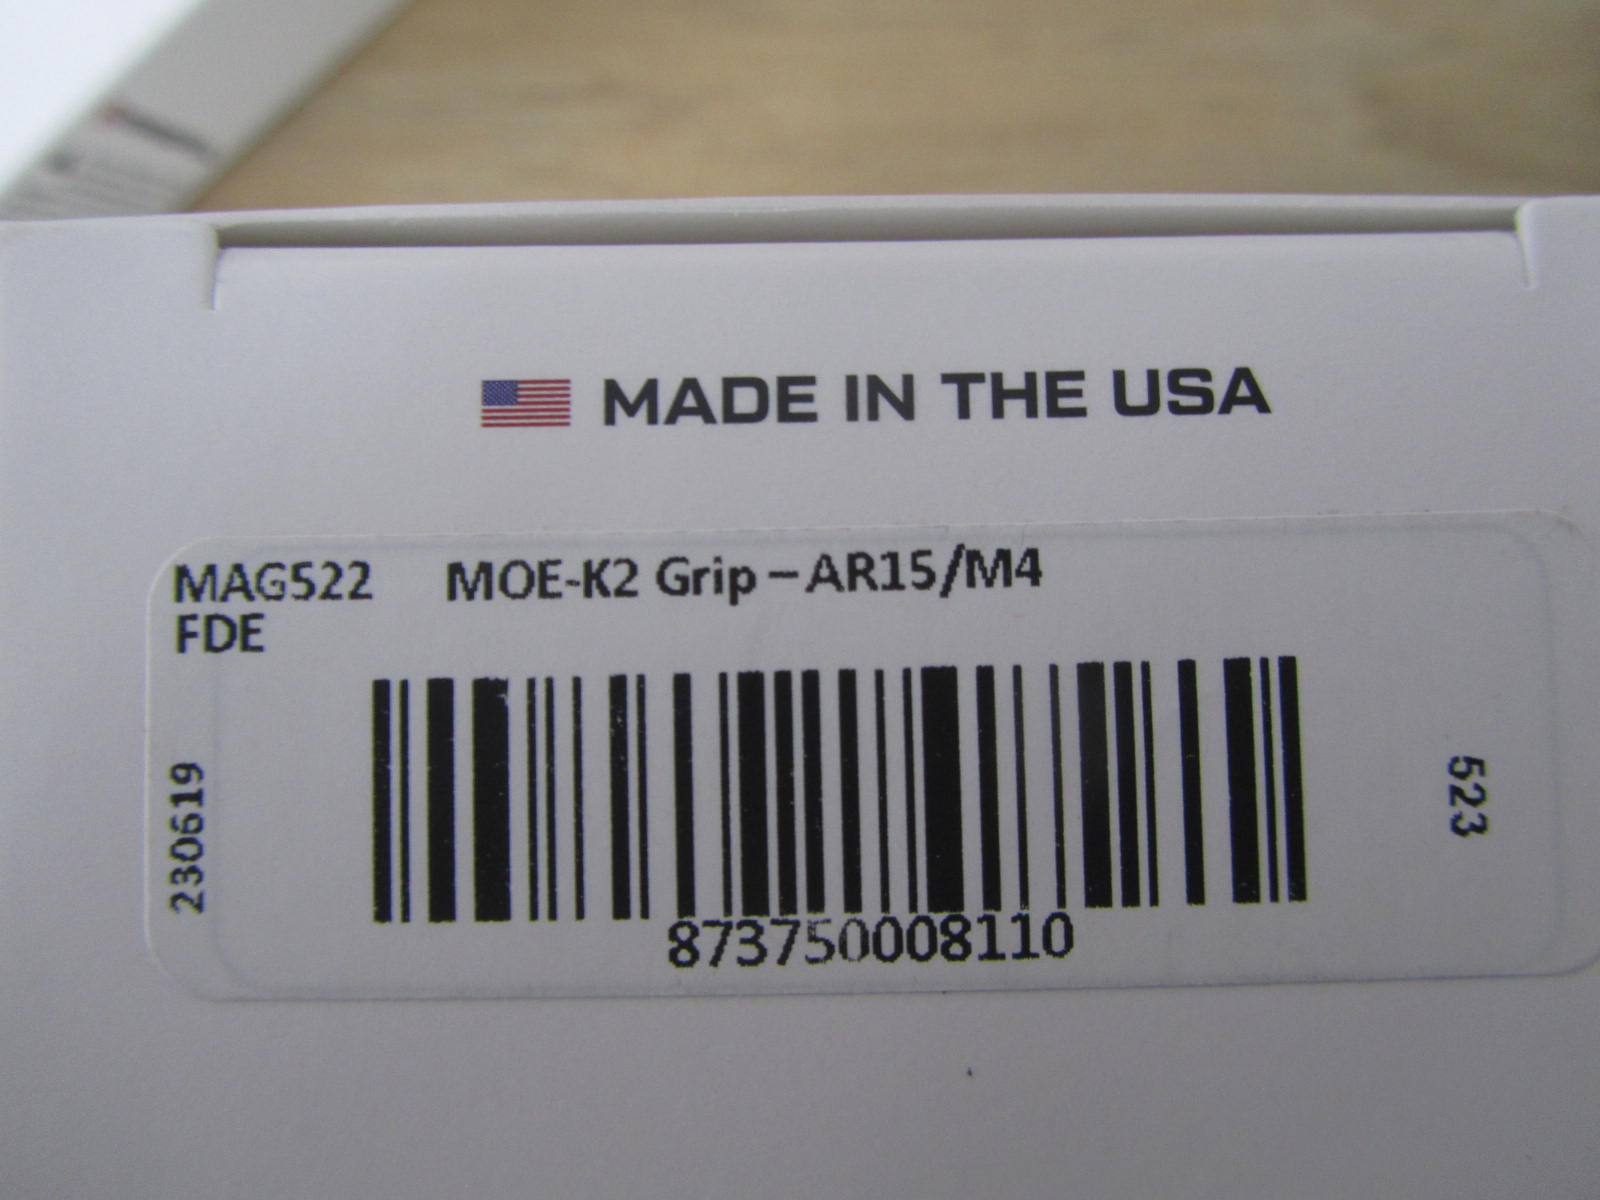 MADE IN THE USA
MAG522 MOE-K2 Grip – AR15/M4
FDE
230619
523
873750008110